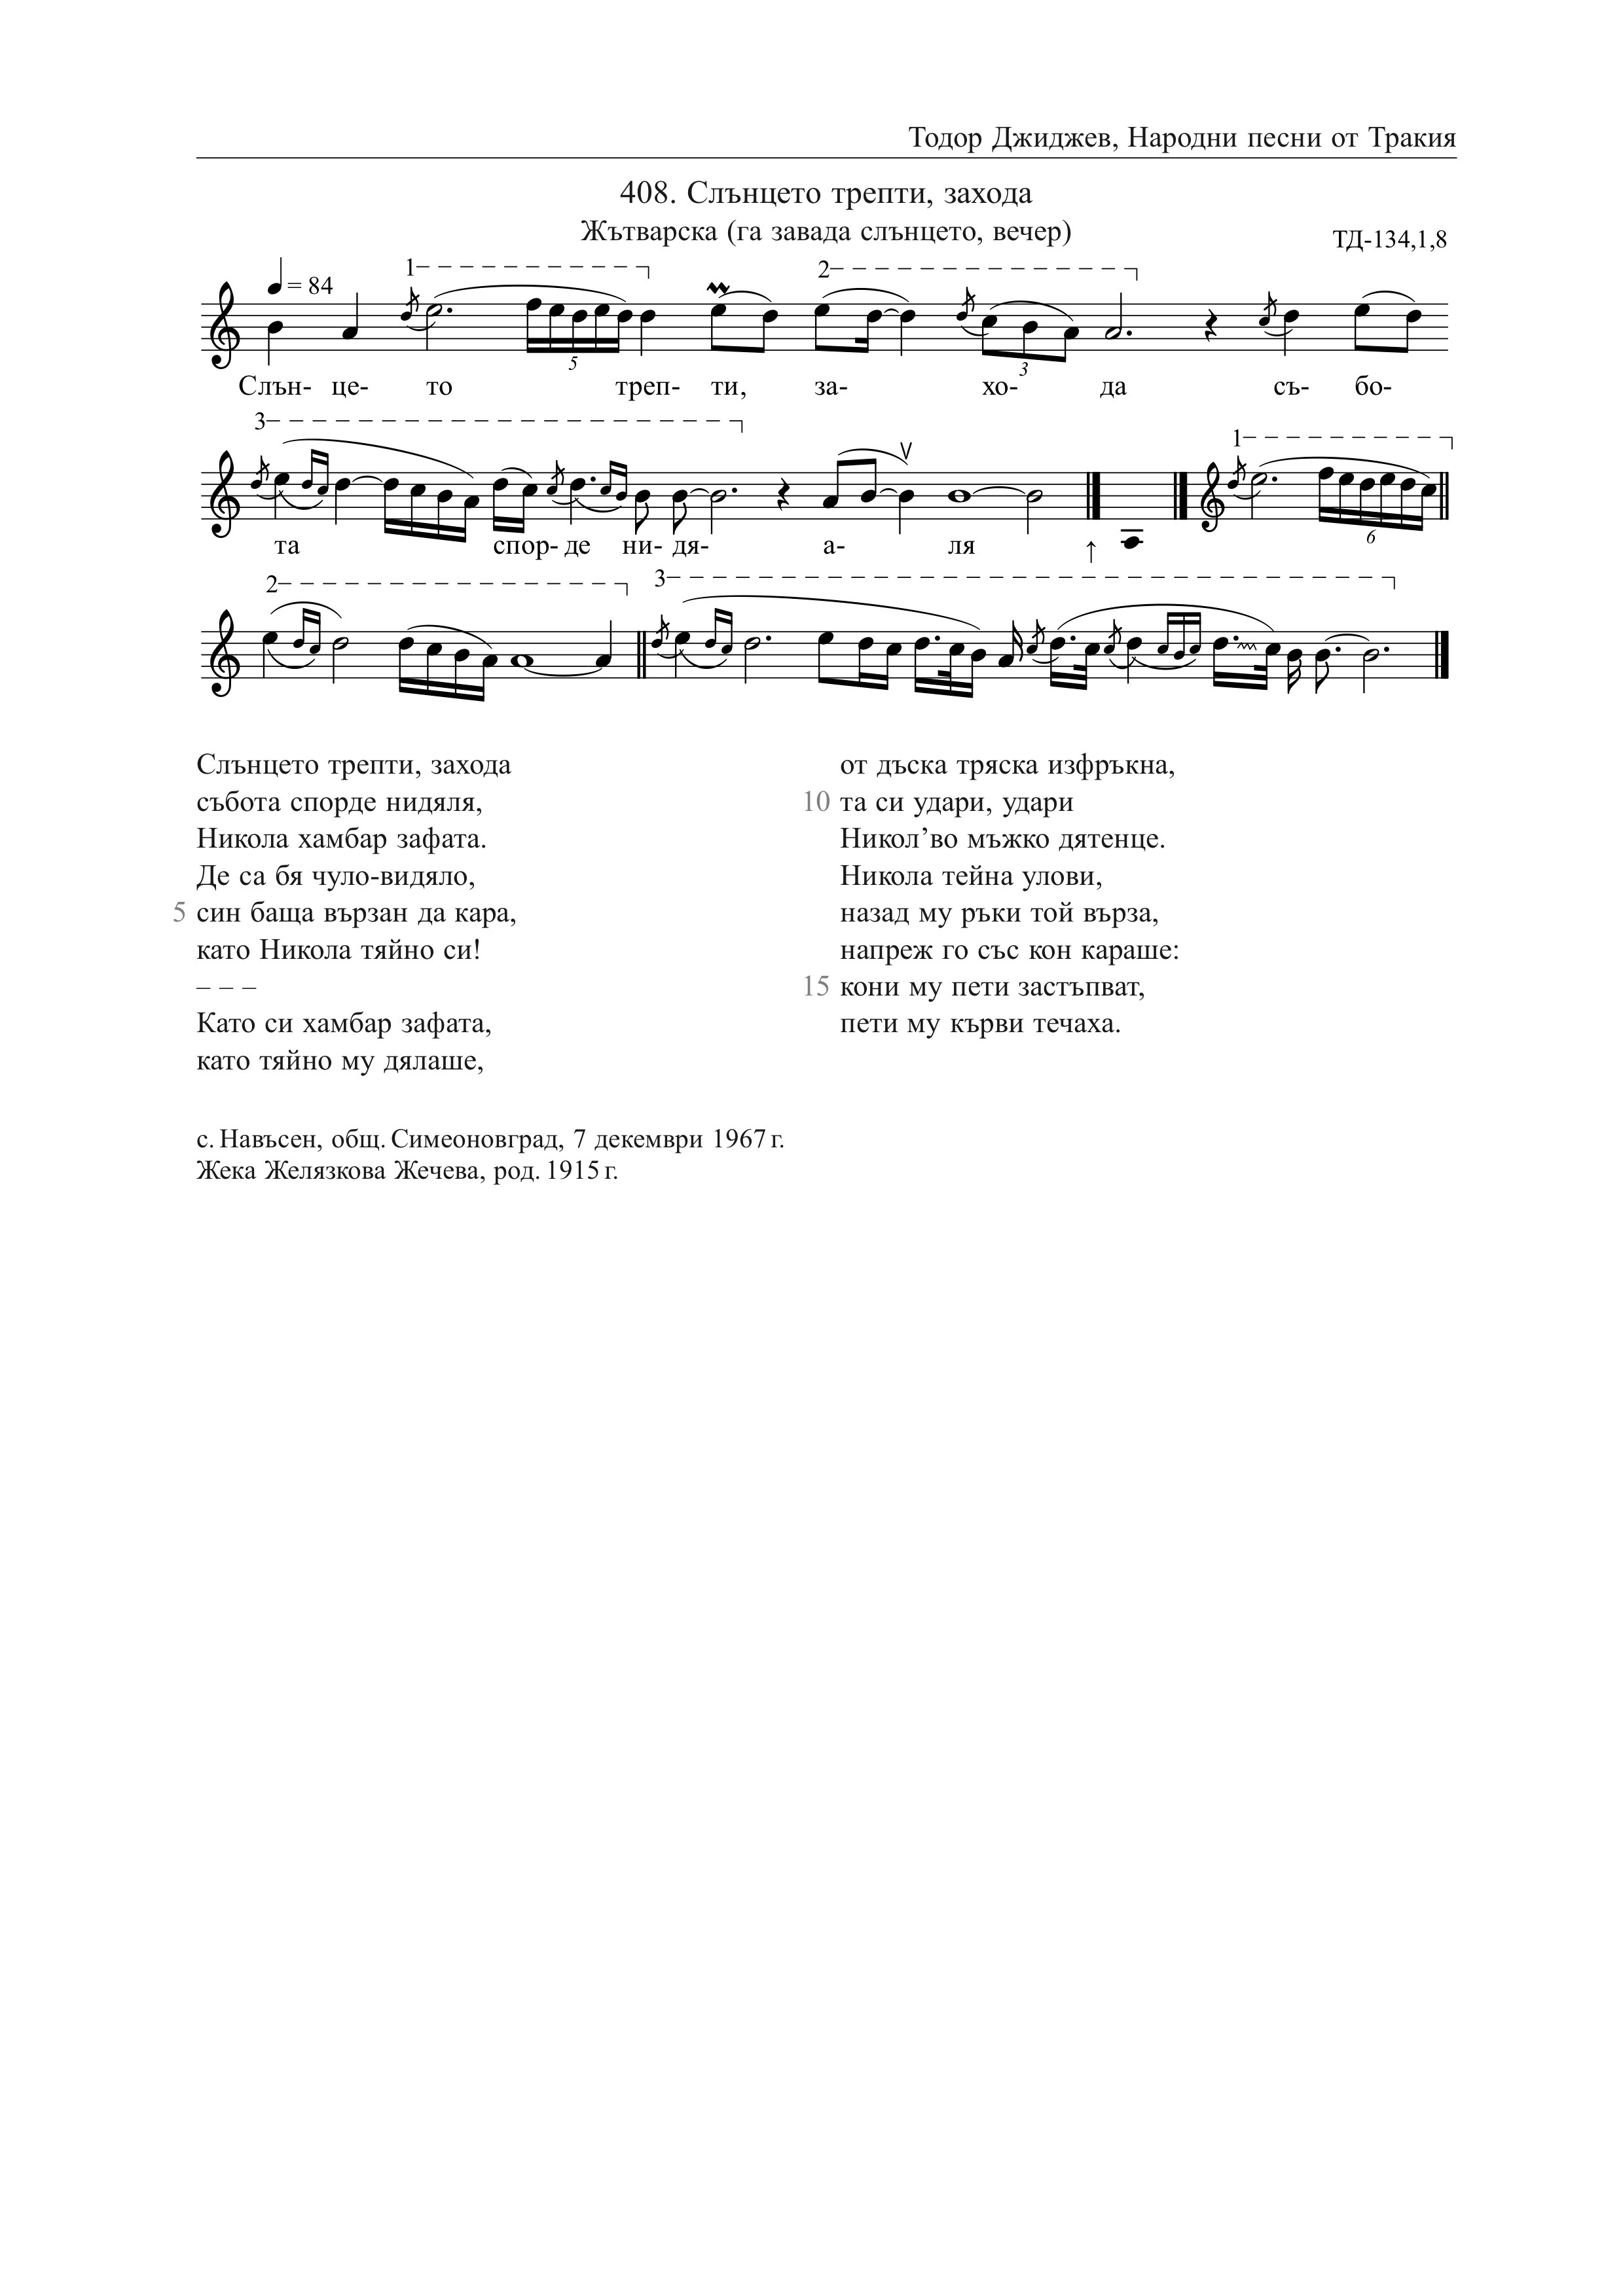 Тодор Джиджев, Народни песни от Тракия
408. Слънцето трепти, захода
Жътварска (га завада слънцето, вечер)
ТД-134,1,8
= 84
1
2
5
3
Слън- це- то треп- ти, за- хо- да съ- бо-
3
1
6
та спор- де ни- дя- а- ля ↑
2
3
Слънцето трепти, захода
събота спорде нидяля,
Никола хамбар зафата.
Де са бя чуло-видяло,
5 син баща вързан да кара,
като Никола тяйно си!
– – –
Като си хамбар зафата,
като тяйно му дялаше,
от дъска тряска изфръкна,
10 та си удари, удари
Никол’во мъжко дятенце.
Никола тейна улови,
назад му ръки той върза,
напреж го със кон караше:
15 кони му пети застъпват,
пети му кърви течаха.
с. Навъсен, общ. Симеоновград, 7 декември 1967 г.
Жека Желязкова Жечева, род. 1915 г.